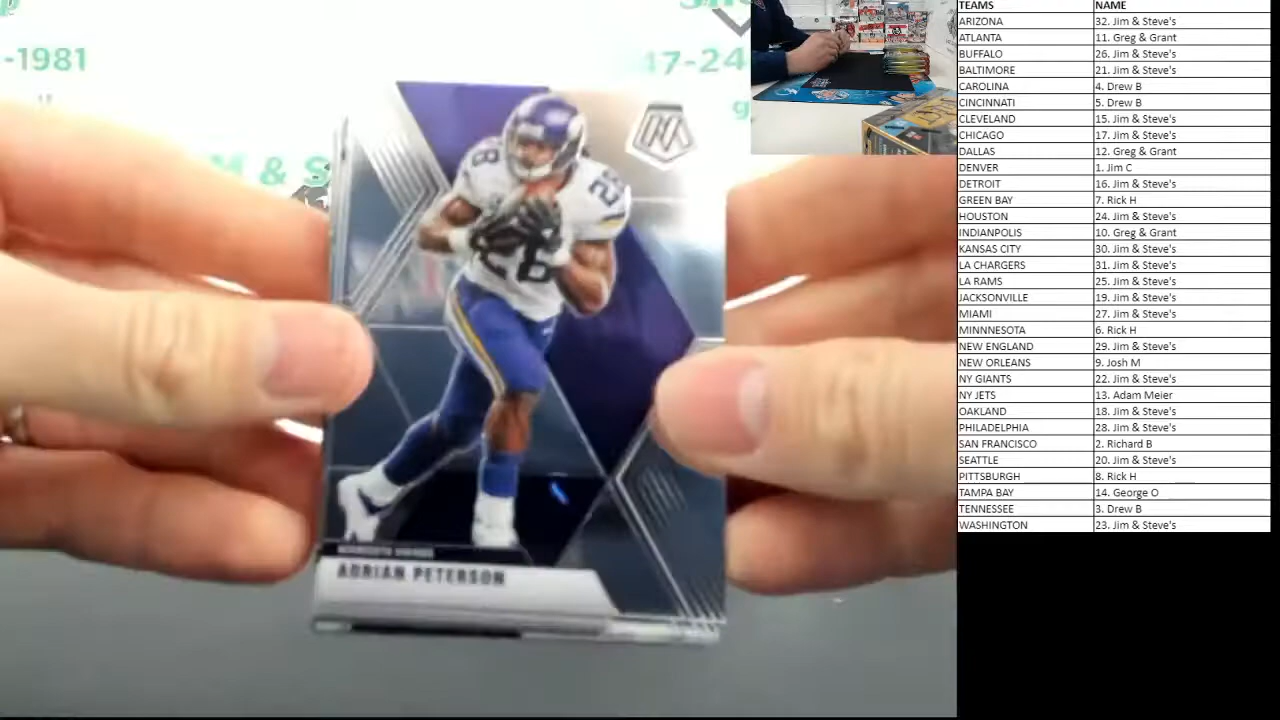 -1981
47-24
M & S
28
28
28
MINNESOTA VIKINGS
ADRIAN PETERSON
TEAMS NAME
ARIZONA 32. Jim & Steve's
ATLANTA 11. Greg & Grant
BUFFALO 26. Jim & Steve's
BALTIMORE 21. Jim & Steve's
CAROLINA 4. Drew B
CINCINNATI 5. Drew B
CLEVELAND 15. Jim & Steve's
CHICAGO 17. Jim & Steve's
DALLAS 12. Greg & Grant
DENVER 1. Jim C
DETROIT 16. Jim & Steve's
GREEN BAY 7. Rick H
HOUSTON 24. Jim & Steve's
INDIANPOLIS 10. Greg & Grant
KANSAS CITY 30. Jim & Steve's
LA CHARGERS 31. Jim & Steve's
LA RAMS 25. Jim & Steve's
JACKSONVILLE 19. Jim & Steve's
MIAMI 27. Jim & Steve's
MINNNESOTA 6. Rick H
NEW ENGLAND 29. Jim & Steve's
NEW ORLEANS 9. Josh M
NY GIANTS 22. Jim & Steve's
NY JETS 13. Adam Meier
OAKLAND 18. Jim & Steve's
PHILADELPHIA 28. Jim & Steve's
SAN FRANCISCO 2. Richard B
SEATTLE 20. Jim & Steve's
PITTSBURGH 8. Rick H
TAMPA BAY 14. George O
TENNESSEE 3. Drew B
WASHINGTON 23. Jim & Steve's